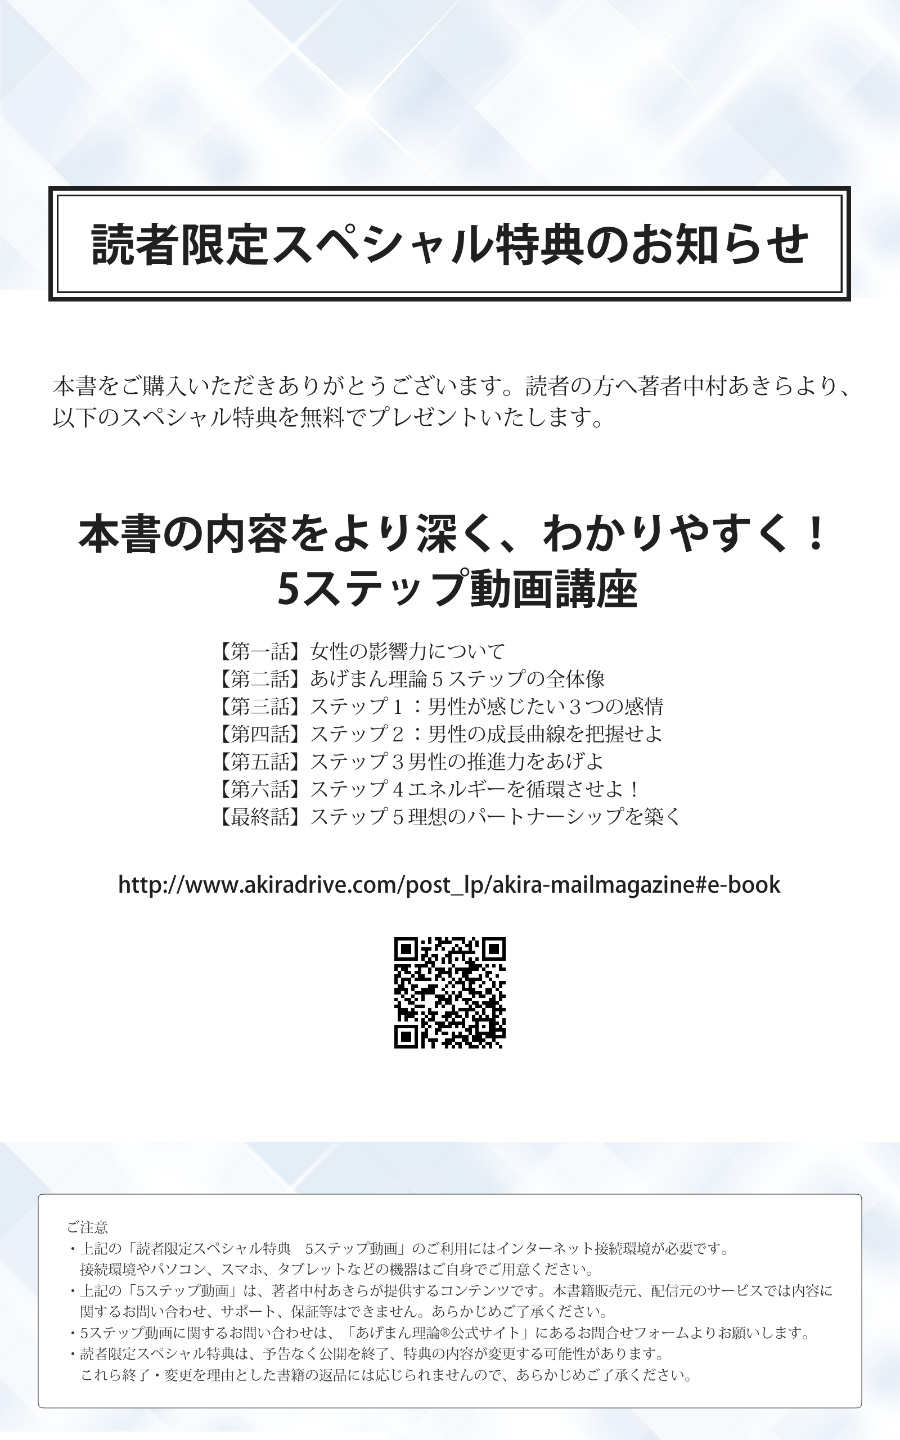 読者限定スペシャル特典のお知らせ
本書をご購入いただきありがとうございます。読者の方へ著者中村あきらより、
以下のスペシャル特典を無料でプレゼントいたします。
本書の内容をより深く、わかりやすく！
5ステップ動画講座
【第一話】女性の影響力について
【第二話】あげまん理論５ステップの全体像
【第三話】ステップ１：男性が感じたい３つの感情
【第四話】ステップ２：男性の成長曲線を把握せよ
【第五話】ステップ３男性の推進力をあげよ
【第六話】ステップ４エネルギーを循環させよ！
【最終話】ステップ５理想のパートナーシップを築く
http://www.akiradrive.com/post_lp/akira-mailmagazine#e-book
ご注意
・上記の「読者限定スペシャル特典　5ステップ動画」のご利用にはインターネット接続環境が必要です。
接続環境やパソコン、スマホ、タブレットなどの機器はご自身でご用意ください。
・上記の「5ステップ動画」は、著者中村あきらが提供するコンテンツです。本書籍販売元、配信元のサービスでは内容に
関するお問い合わせ、サポート、保証等はできません。あらかじめご了承ください。
・5ステップ動画に関するお問い合わせは、「あげまん理論®公式サイト」にあるお問合せフォームよりお願いします。
・読者限定スペシャル特典は、予告なく公開を終了、特典の内容が変更する可能性があります。
これら終了・変更を理由とした書籍の返品には応じられませんので、あらかじめご了承ください。